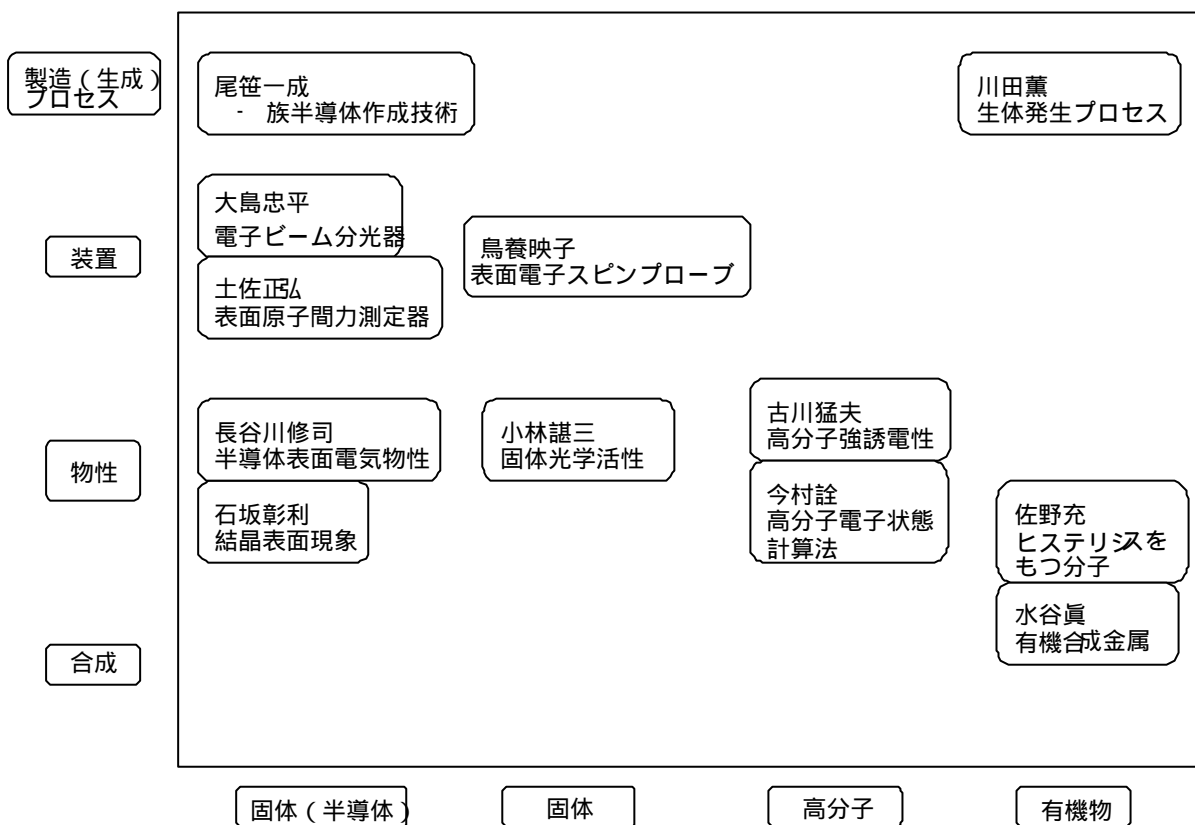 製造（生成）
プロセス
尾笹一成
- 族半導体作成技術
川田薫
生体発生プロセス
装置
大島忠平
電子ビーム分光器
土佐正弘
表面原子間力測定器
鳥養映子
表面電子スピンプローブ
物性
長谷川修司
半導体表面電気物性
石坂彰利
結晶表面現象
小林諶三
固体光学活性
古川猛夫
高分子強誘電性
今村詮
高分子電子状態
計算法
佐野充
ヒステリシスを
もつ分子
水谷眞
有機合成金属
合成
固体（半導体）
固体
高分子
有機物